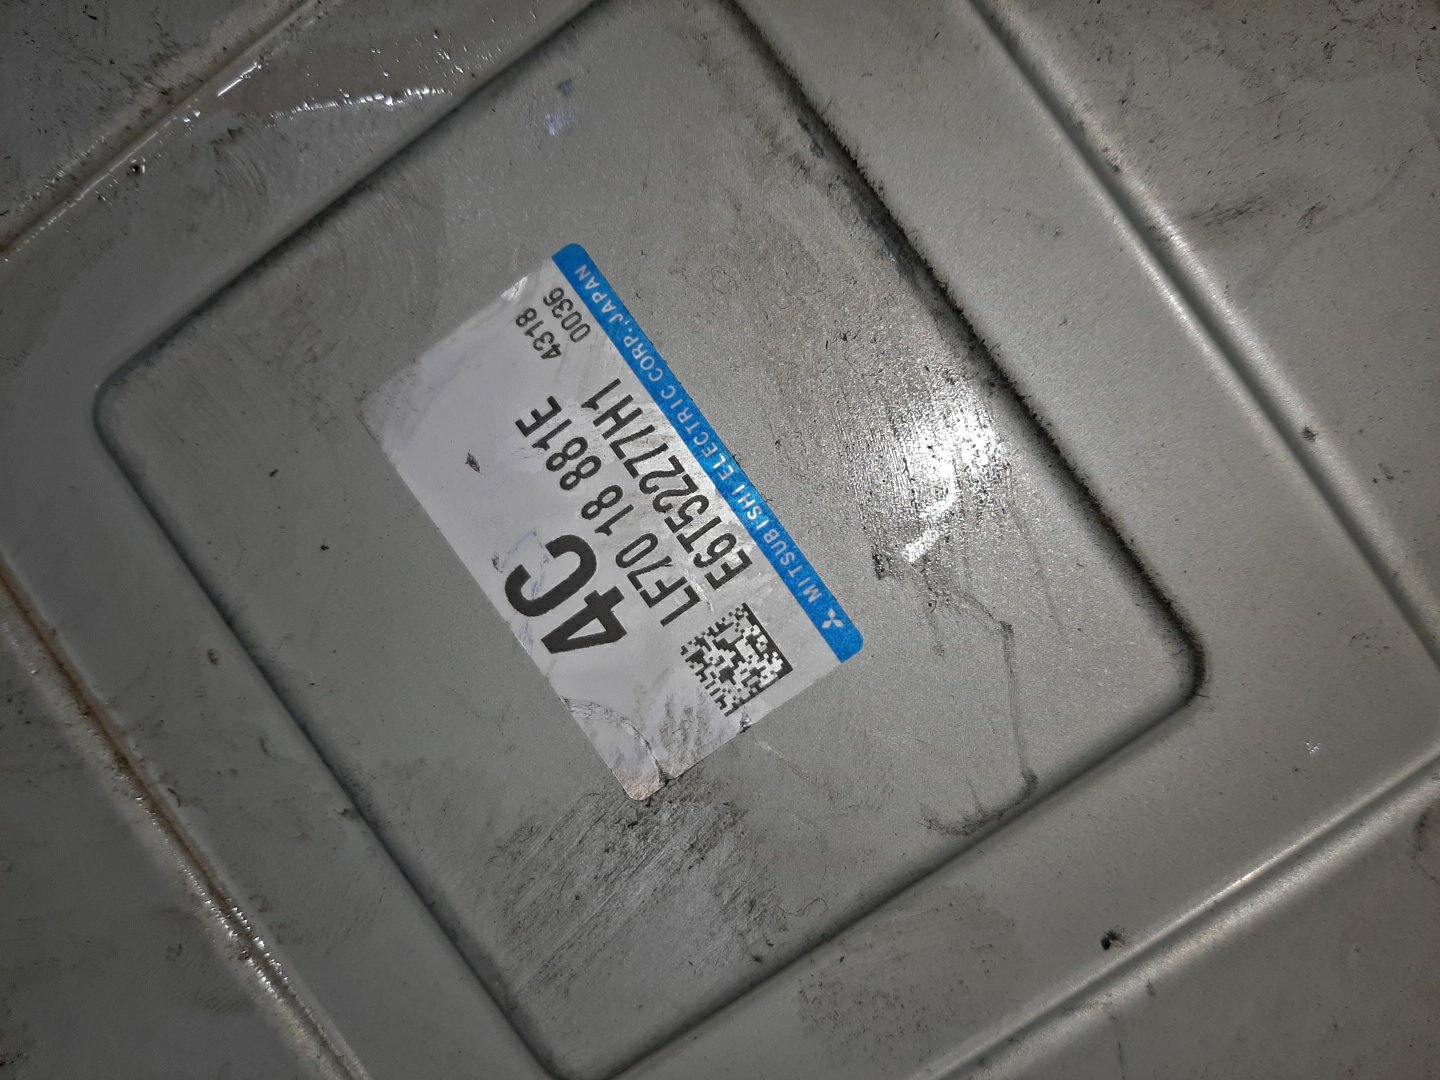 4C
4318
LF70 18 881E
0036
E6T52277H1
MITSUBISHI ELECTRIC CORP.,JAPAN